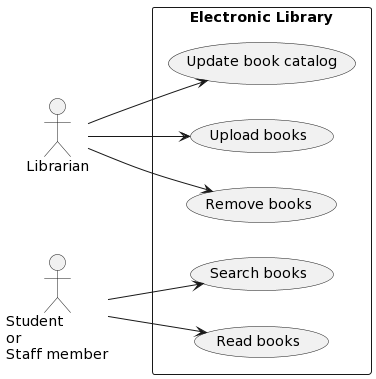 Electronic Library
Update book catalog
Upload books
Librarian
Remove books
Search books
Student
or
Staff member
Read books